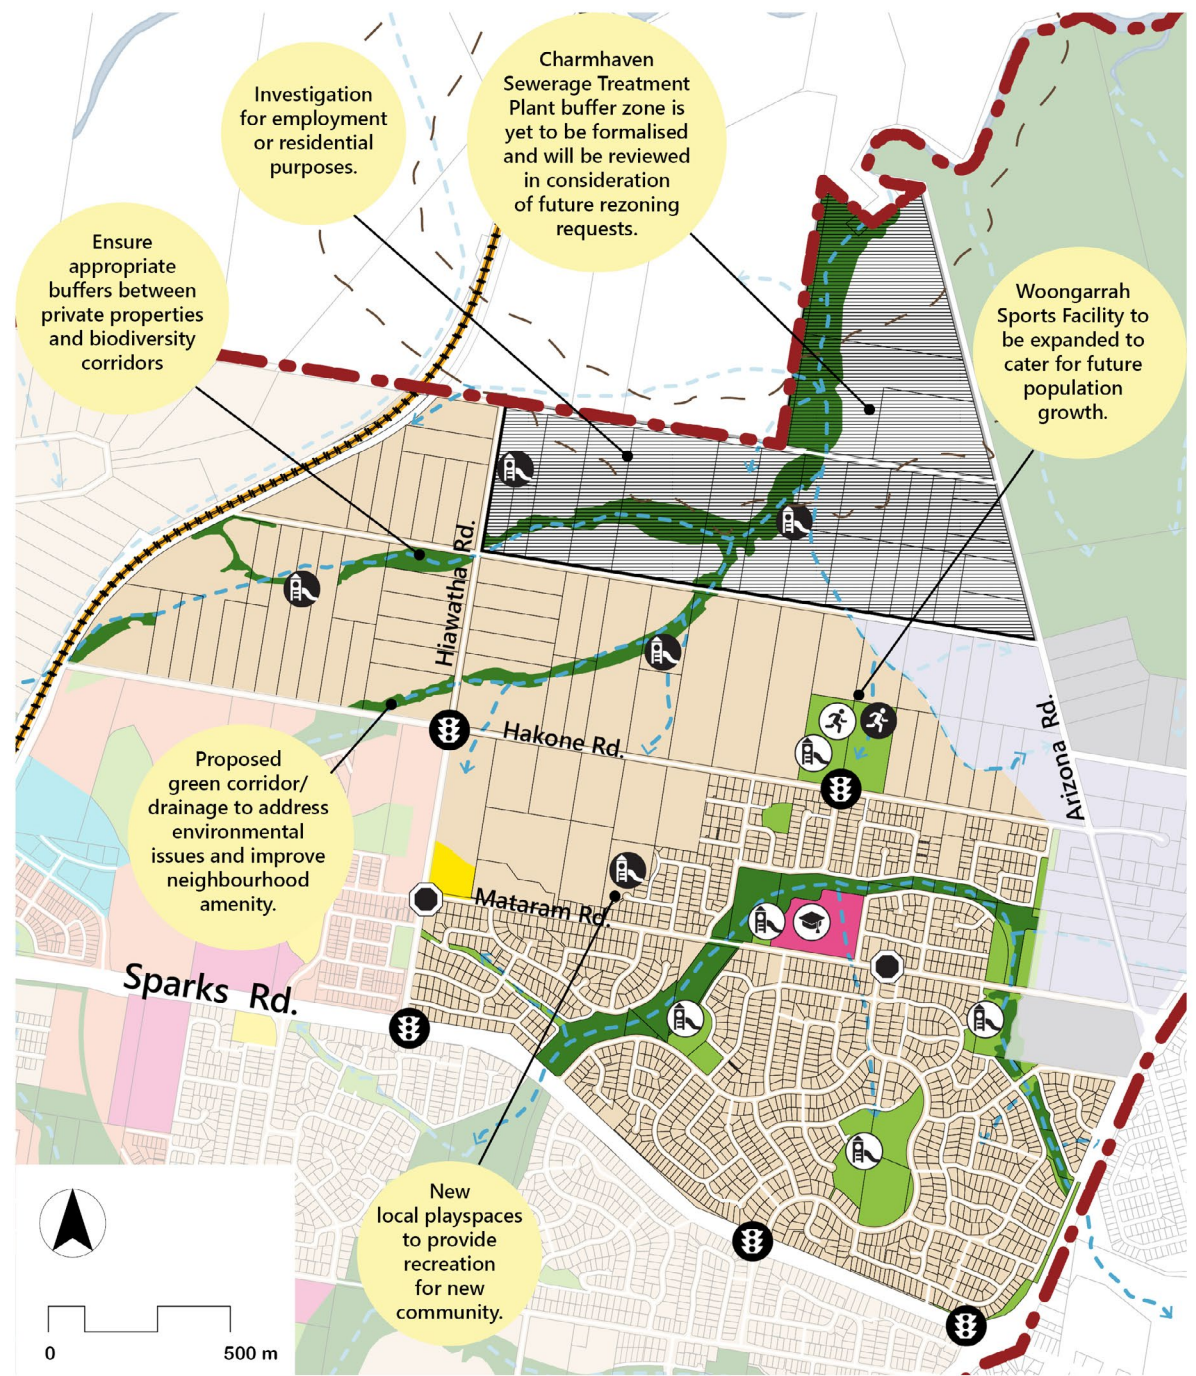 Charmhaven
Sewerage Treatment
Plant buffer zone is
yet to be formalised
and will be reviewed
in consideration
of future rezoning
requests.
Investigation
for employment
or residential
purposes.
Ensure
appropriate
buffers between
private properties
and biodiversity
corridors
Woongarrah
Sports Facility to
be expanded to
cater for future
population
growth.
Hiawatha Rd.
Hakone Rd.
Arizona Rd.
Proposed
green corridor/
drainage to address
environmental
issues and improve
neighbourhood
amenity.
Mataram Rd.
Sparks Rd.
New
local playspaces
to provide
recreation
for new
community.
0 500 m